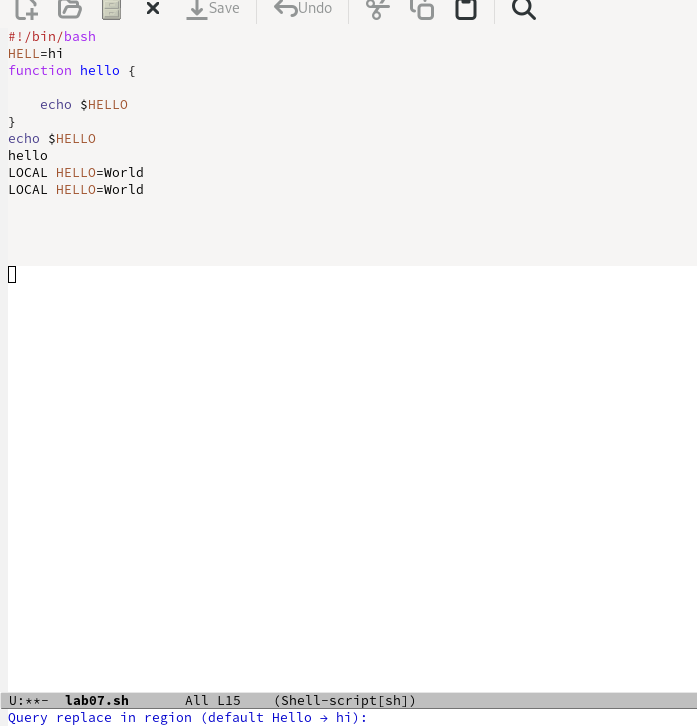 Save Undo
#!/bin/bash
HELL=hi
function hello {
    echo $HELLO
}
echo $HELLO
hello
LOCAL HELLO=World
LOCAL HELLO=World
U:**-  lab07.sh       All L15    (Shell-script[sh])
Query replace in region (default Hello → hi):